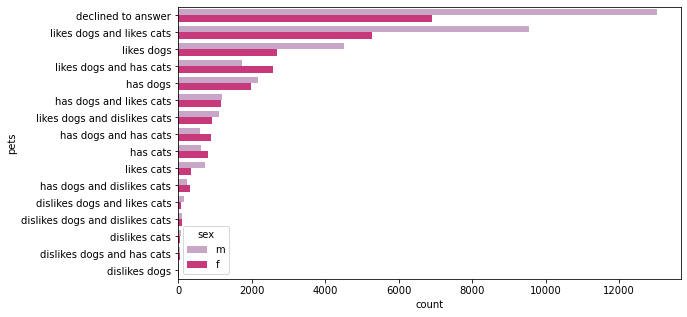 declined to answer
likes dogs and likes cats
likes dogs
likes dogs and has cats
has dogs
has dogs and likes cats
likes dogs and dislikes cats
has dogs and has cats
has cats
likes cats
has dogs and dislikes cats
dislikes dogs and likes cats
dislikes dogs and dislikes cats
dislikes cats
dislikes dogs and has cats
dislikes dogs
pets
sex
m
f
0 2000 4000 6000 8000 10000 12000
count